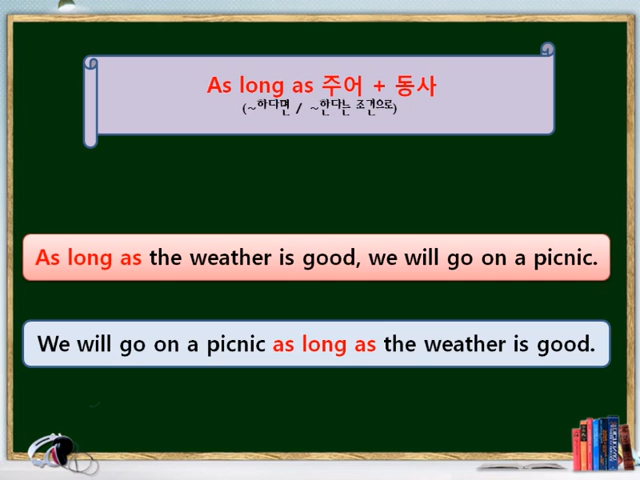 As long as 주어 + 동사
(~하다면 / ~한다는 조건으로)
As long as the weather is good, we will go on a picnic.
We will go on a picnic as long as the weather is good.